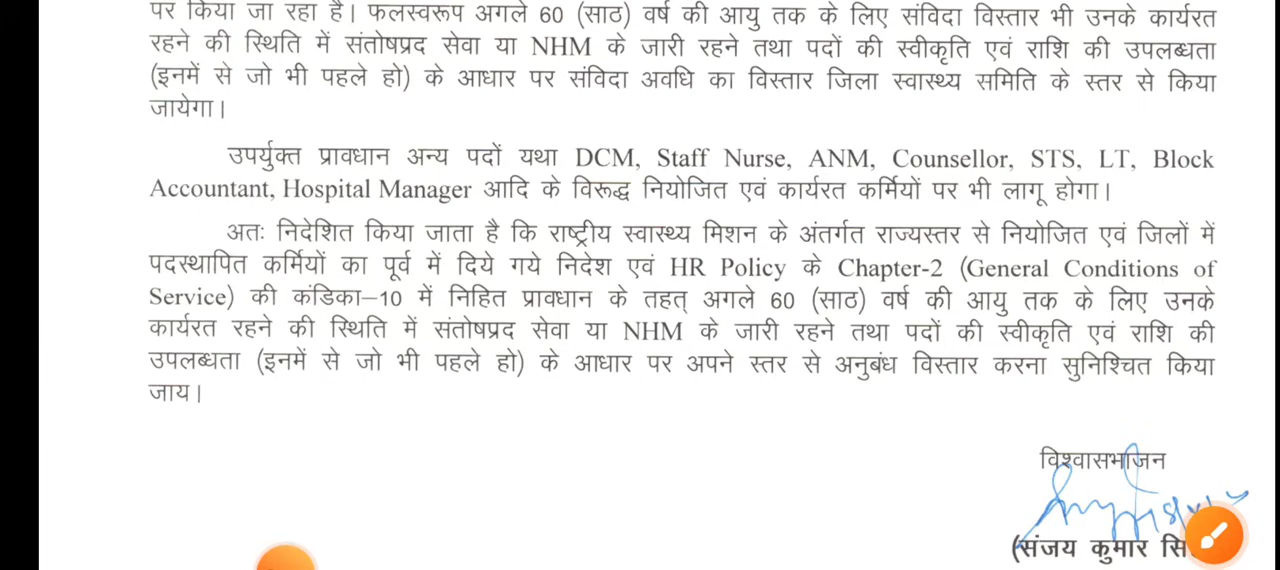 पर किया जा रहा है। फलस्वरूप अगले 60 (साठ) वर्ष की आयु तक के लिए संविदा विस्तार भी उनके कार्यरत
रहने की स्थिति में संतोषप्रद सेवा या NHM के जारी रहने तथा पदों की स्वीकृति एवं राशि की उपलब्धता
(इनमें से जो भी पहले हो) के आधार पर संविदा अवधि का विस्तार जिला स्वास्थ्य समिति के स्तर से किया
जायेगा।
उपर्युक्त प्रावधान अन्य पदों यथा DCM, Staff Nurse, ANM, Counsellor, STS, LT, Block
Accountant, Hospital Manager आदि के विरूद्ध नियोजित एवं कार्यरत कर्मियों पर भी लागू होगा।
अतः निदेशित किया जाता है कि राष्ट्रीय स्वास्थ्य मिशन के अंतर्गत राज्यस्तर से नियोजित एवं जिलों में
पदस्थापित कर्मियों का पूर्व में दिये गये निदेश एवं HR Policy के Chapter-2 (General Conditions of
Service) की कंडिका–10 में निहित प्रावधान के तहत् अगले 60 (साठ) वर्ष की आयु तक के लिए उनके
कार्यरत रहने की स्थिति में संतोषप्रद सेवा या NHM के जारी रहने तथा पदों की स्वीकृति एवं राशि की
उपलब्धता (इनमें से जो भी पहले हो) के आधार पर अपने स्तर से अनुबंध विस्तार करना सुनिश्चित किया
जाय।
विश्वासभाजन
(संजय कुमार सि